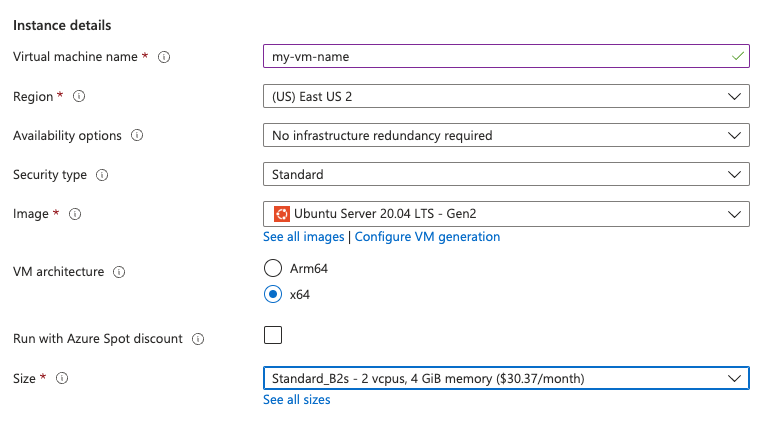 Instance details
Virtual machine name *
my-vm-name
Region *
(US) East US 2
Availability options
No infrastructure redundancy required
Security type
Standard
Image *
Ubuntu Server 20.04 LTS - Gen2
See all images | Configure VM generation
VM architecture
Arm64
x64
Run with Azure Spot discount
Size *
Standard_B2s - 2 vcpus, 4 GiB memory ($30.37/month)
See all sizes